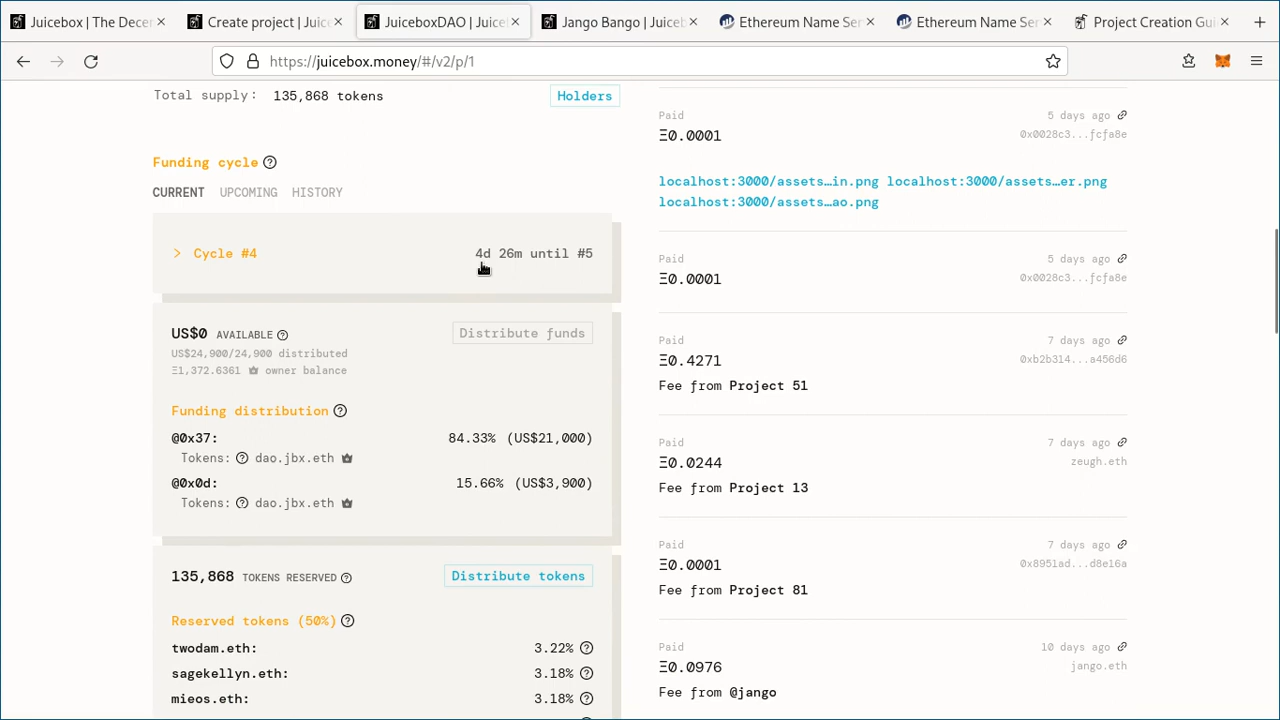 Juicebox | The Decer
Create project | Juice
JuiceboxDAO | Juicel
Jango Bango | Juiceb
Ethereum Name Ser
Ethereum Name Ser
Project Creation Gui
https://juicebox.money/#/v2/p/1
Total supply: 135,868 tokens
Holders
Funding cycle
CURRENT UPCOMING HISTORY
> Cycle #4
4d 26m until #5
US$0 AVAILABLE
Distribute funds
US$24,900/24,900 distributed
Ξ1,372.6361 owner balance
Funding distribution
@0x37:
84.33% (US$21,000)
Tokens: dao.jbx.eth
@0x0d:
15.66% (US$3,900)
Tokens: dao.jbx.eth
135,868 TOKENS RESERVED
Distribute tokens
Reserved tokens (50%)
twodam.eth:
3.22%
sagekellyn.eth:
3.18%
mieos.eth:
3.18%
Paid
5 days ago
Ξ0.0001
0x0028c3...fcfa8e
localhost:3000/assets…in.png localhost:3000/assets…er.png
localhost:3000/assets…ao.png
Paid
5 days ago
Ξ0.0001
0x0028c3...fcfa8e
Paid
7 days ago
Ξ0.4271
0xb2b314...a456d6
Fee from Project 51
Paid
7 days ago
Ξ0.0244
zeugh.eth
Fee from Project 13
Paid
7 days ago
Ξ0.0001
0x8951ad...d8e16a
Fee from Project 81
Paid
10 days ago
Ξ0.0976
jango.eth
Fee from @jango